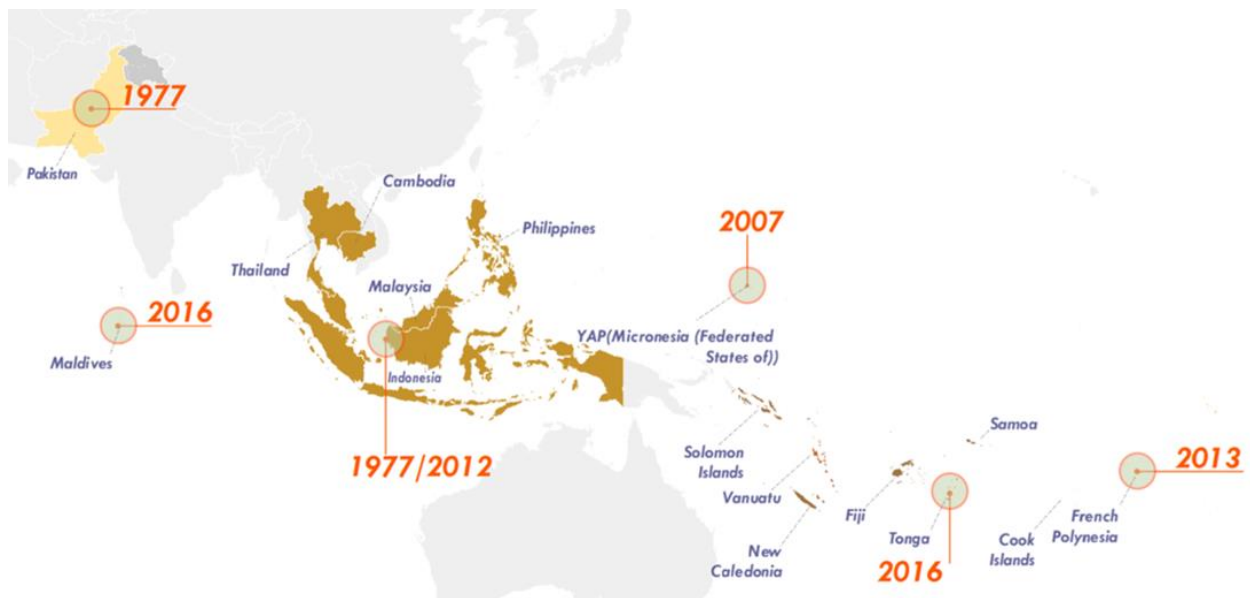 1977
Pakistan
Cambodia
2007
Philippines
Thailand
Malaysia
2016
YAP(Micronesia (Federated
States of))
Maldives
Indonesia
Samoa
Solomon
Islands
1977/2012
2013
Vanuatu
Fiji
French
Polynesia
Tonga
Cook
Islands
New
Caledonia
2016